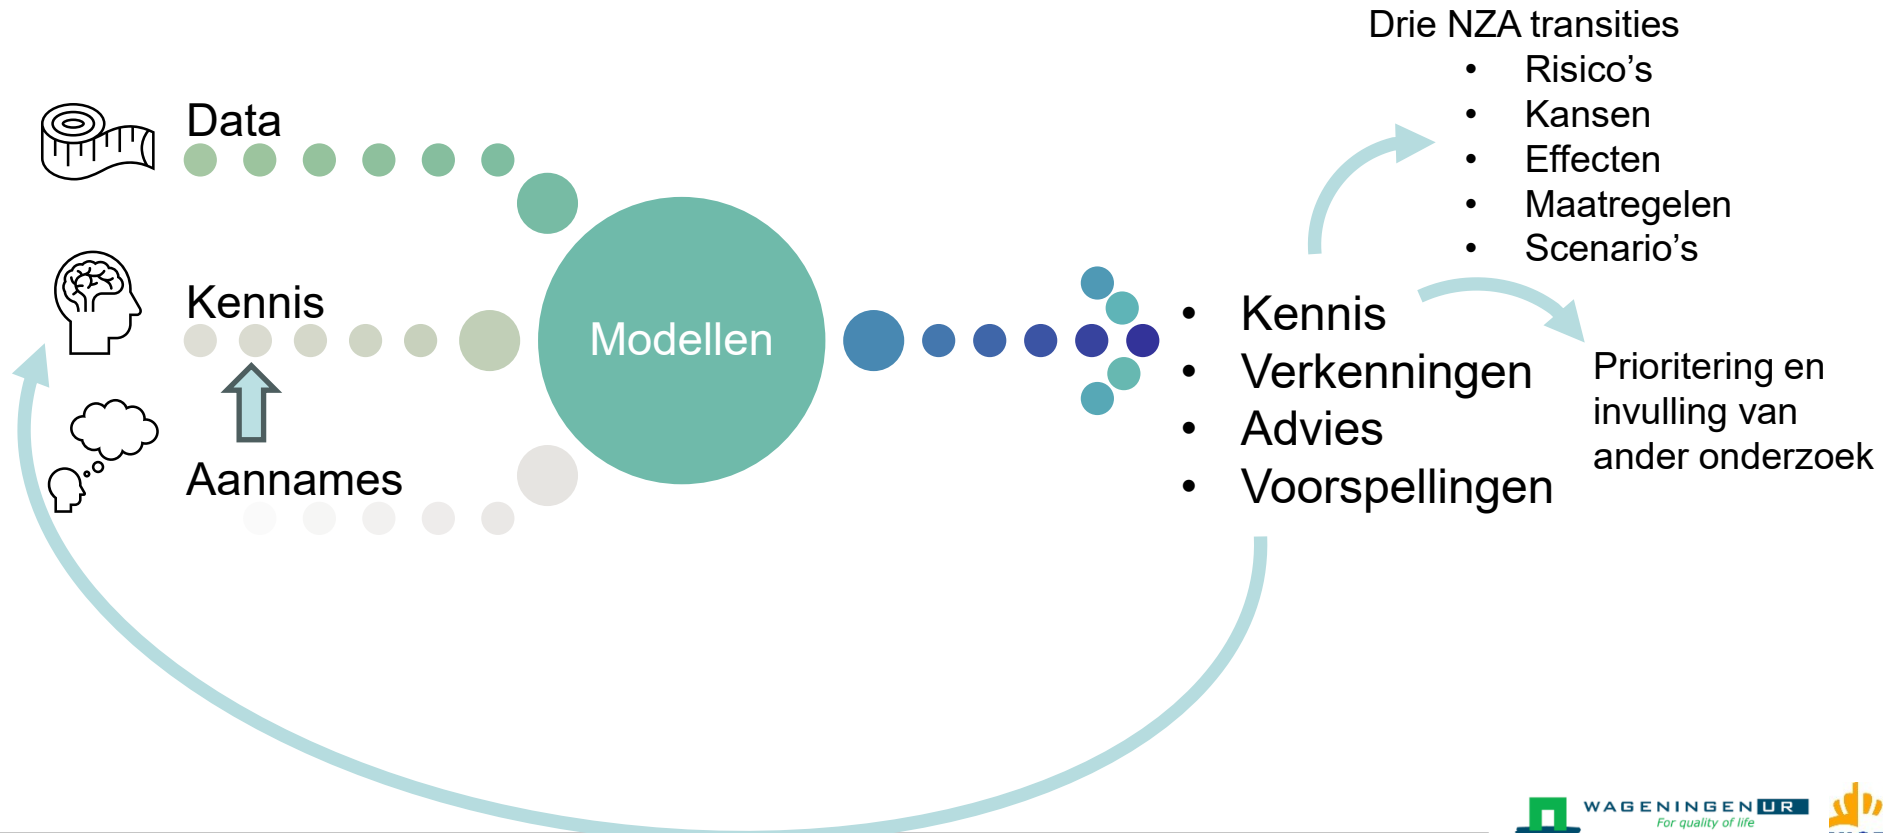 Drie NZA transities
• Risico’s
• Kansen
• Effecten
• Maatregelen
• Scenario’s
Data
Kennis
Aannames
Modellen
• Kennis
• Verkenningen
• Advies
• Voorspellingen
Prioritering en
invulling van
ander onderzoek
WAGENINGEN UR
For quality of life